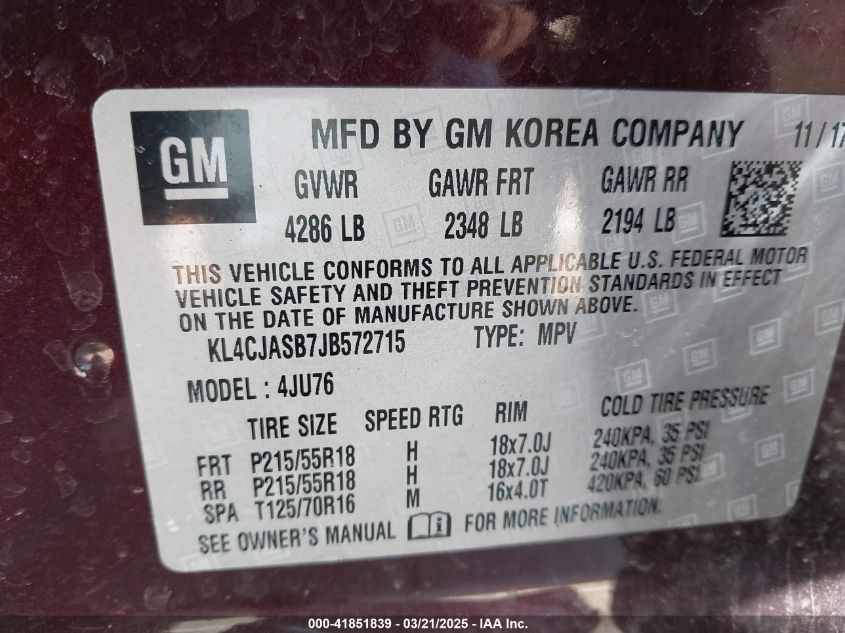 GM
MFD BY GM KOREA COMPANY 11/17
GVWR GAWR FRT GAWR RR
4286 LB 2348 LB 2194 LB
THIS VEHICLE CONFORMS TO ALL APPLICABLE U.S. FEDERAL MOTOR
VEHICLE SAFETY AND THEFT PREVENTION STANDARDS IN EFFECT
ON THE DATE OF MANUFACTURE SHOWN ABOVE.
KL4CJASB7JB572715 TYPE: MPV
MODEL : 4JU76
TIRE SIZE SPEED RTG RIM COLD TIRE PRESSURE
FRT P215/55R18 H 18x7.0J 240KPA, 35 PSI
RR P215/55R18 H 18x7.0J 240KPA, 35 PSI
SPA T125/70R16 M 16x4.0T 420KPA, 60 PSI
SEE OWNER'S MANUAL FOR MORE INFORMATION.
000-41851839 / 03/21/2025 / IAA Inc.